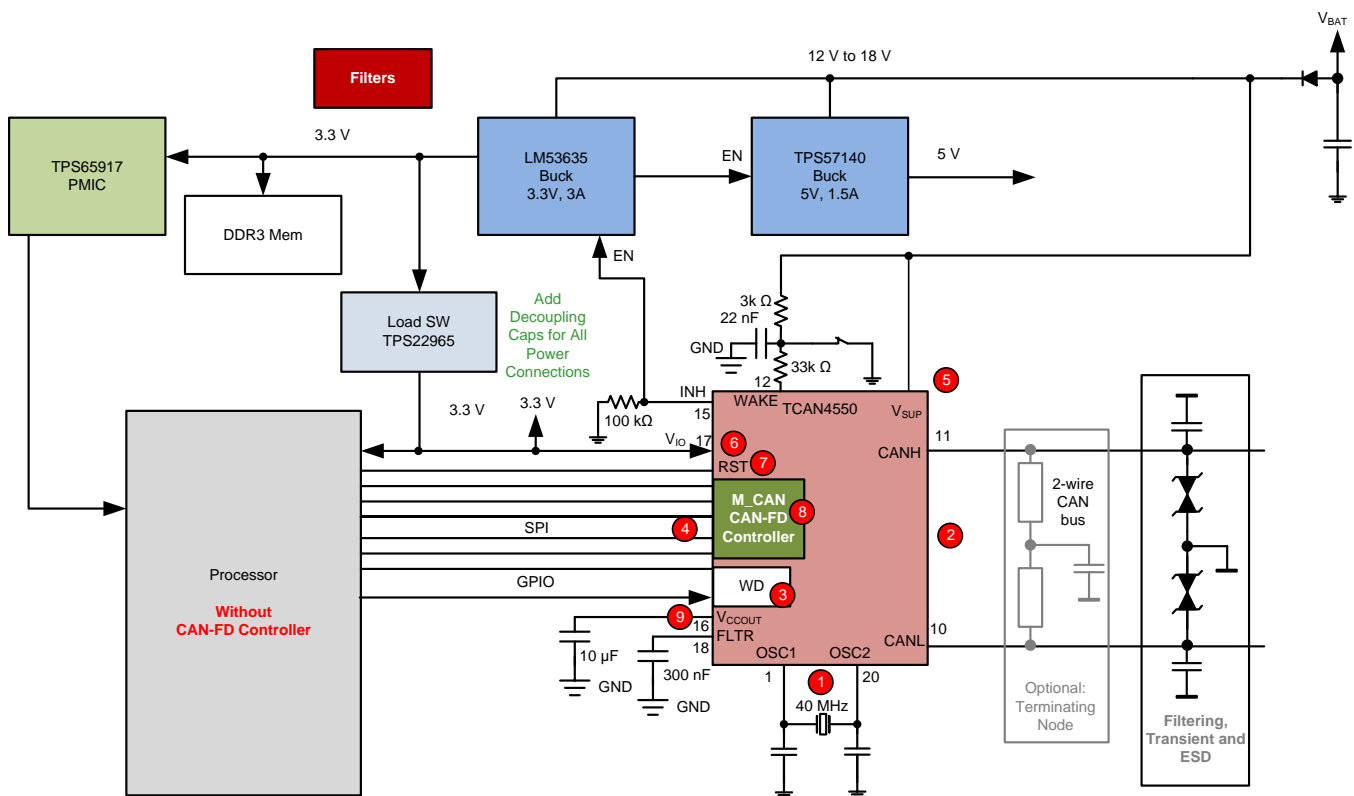 V_BAT
12 V to 18 V
Filters
3.3 V
TPS65917
PMIC
LM53635
Buck
3.3V, 3A
EN
TPS57140
Buck
5V, 1.5A
5 V
DDR3 Mem
EN
Load SW
TPS22965
Add
Decoupling
Caps for All
Power
Connections
3k Ω
22 nF
GND
33k Ω
12
WAKE
TCAN4550
5
V_SUP
INH
15
100 kΩ
3.3 V
3.3 V
V_IO
17
6
RST
7
11
CANH
M_CAN
CAN-FD
Controller
8
4
SPI
2
2-wire
CAN
bus
Processor
Without
CAN-FD Controller
GPIO
WD
3
9
V_CCOUT
16
FLTR
18
10 µF
GND
300 nF
GND
OSC1
OSC2
1
20
1
40 MHz
10
CANL
Optional:
Terminating
Node
Filtering,
Transient and
ESD